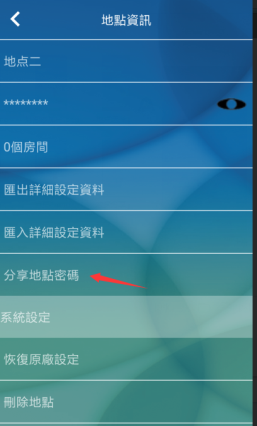 地點資訊
地点二
********
0個房間
匯出詳細設定資料
匯入詳細設定資料
分享地點密碼
系統設定
恢復原廠設定
刪除地點